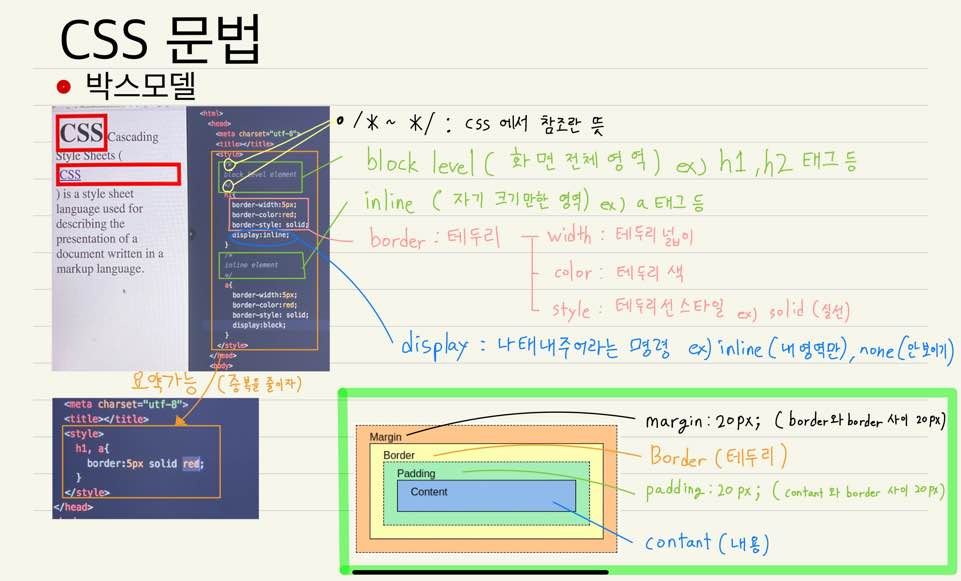 CSS 문법
박스모델
CSS Cascading
Style Sheets (
CSS
) is a style sheet
language used for
describing the
presentation of a
document written in a
markup language.
<html>
<head>
<meta charset="utf-8">
<title></title>
<style>
/*
block level element
*/
border-width:5px;
border-color:red;
border-style: solid;
display:inline;
}
/*
inline element
*/
a{
border-width:5px;
border-color:red;
border-style: solid;
display:block;
}
</style>
</head>
<body>
/* ~ */ : css 에서 참조란 뜻
block level ( 화면 전체 영역 ) ex) h1, h2 태그 등
inline ( 자기 크기만한 영역) ex) a 태그 등
border : 테두리
width : 테두리 넓이
color : 테두리 색
style : 테두리선 스타일 ex) solid (실선)
display : 나태내주어라는 명령 ex) inline (내 영역만), none (안보이기)
요약가능 (중복을 줄이자)
<meta charset="utf-8">
<title></title>
<style>
h1, a{
border:5px solid red;
}
</style>
</head>
Margin
Border
Padding
Content
margin : 20px; ( border와 border 사이 20px)
Border (테두리)
padding : 20px; ( contant 와 border 사이 20px)
contant (내용)